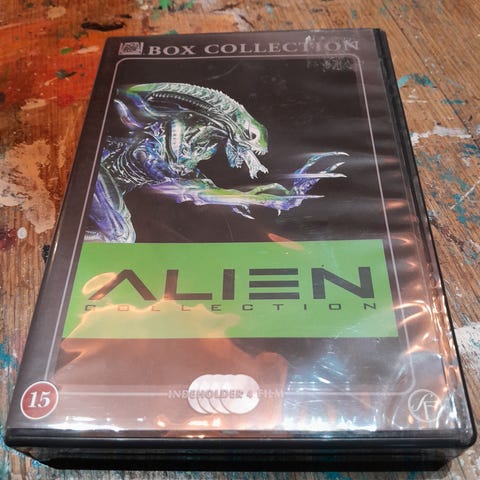 BOX COLLECTION
ALIEN
COLLECTION
INDEHOLDER 4 FILM
15